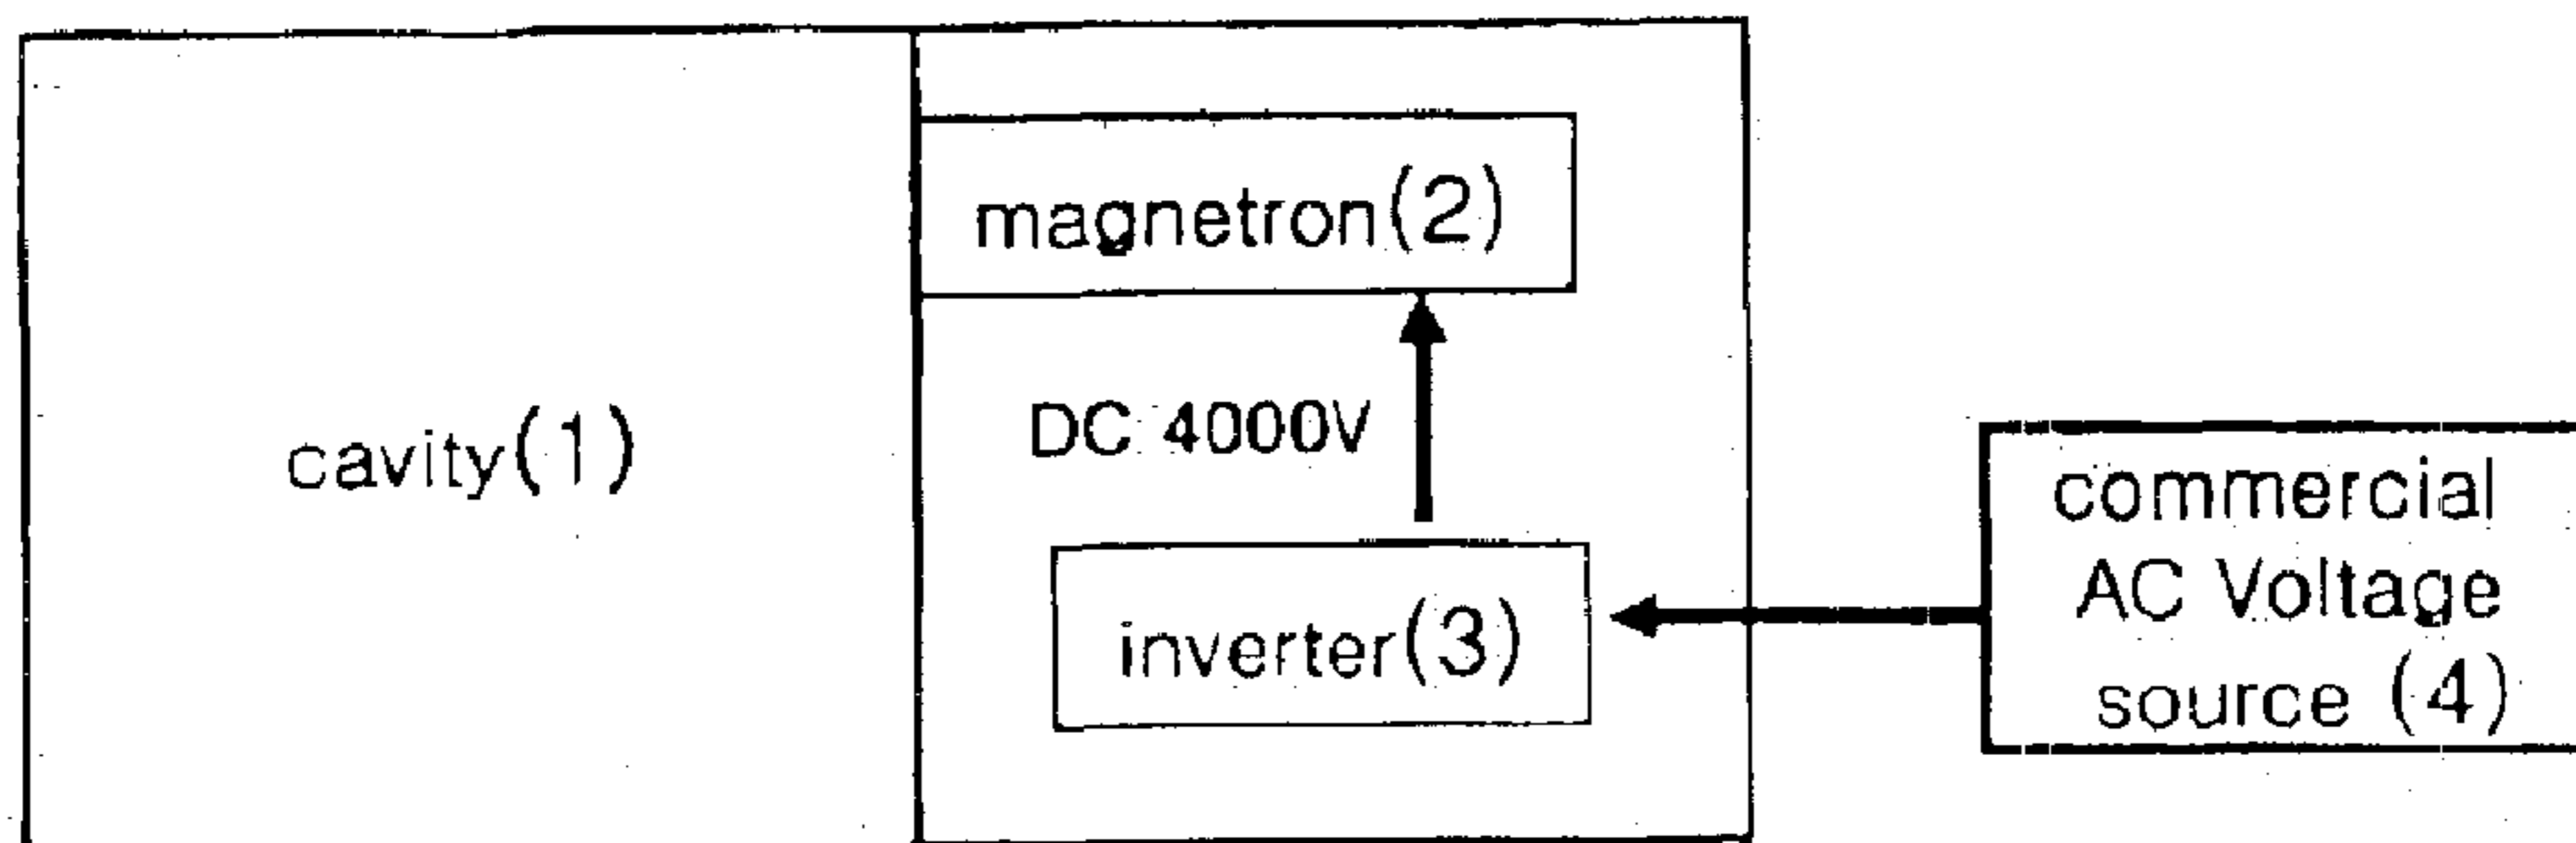 magnetron(2)
DC 4000V
cavity(1)
commercial
AC Voltage
source (4)
inverter(3)